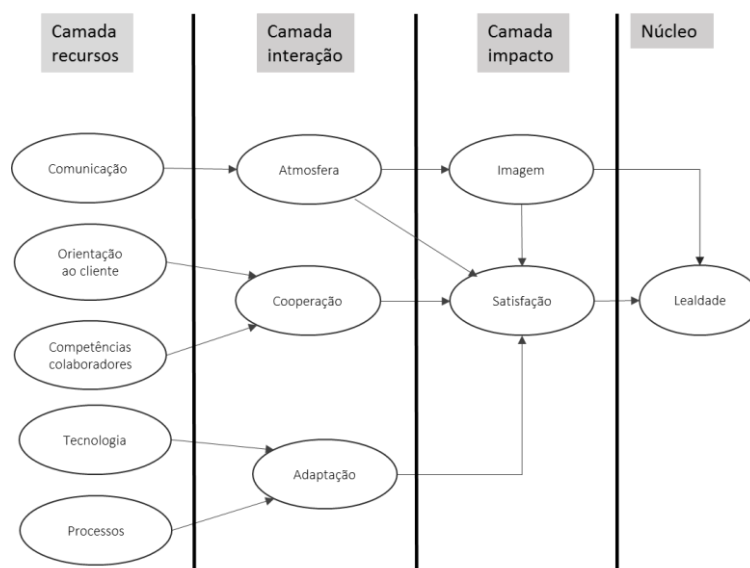 Camada
recursos
Camada
interação
Camada
impacto
Núcleo
Comunicação
Atmosfera
Imagem
Orientação
ao cliente
Cooperação
Satisfação
Lealdade
Competências
colaboradores
Tecnologia
Adaptação
Processos